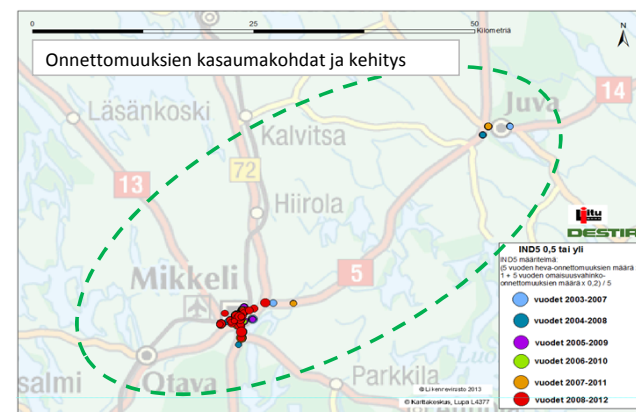 0 25 50
Kilometriä
N
Onnettomuuksien kasaumakohdat ja kehitys
Juva
14
Läsänkoski
Kalvitsa
72
13
Hiirola
iltu
DESTIA
5
Mikkeli
IND5 0,5 tai yli
IND5 määritelmä:
(5 vuoden heva-onnettomuuksien määrä
1+ 5 vuoden omaisuusvahinko-
onnettomuuksien määrä x 0,2) / 5
vuodet 2003-2007
vuodet 2004-2008
vuodet 2005-2009
vuodet 2006-2010
vuodet 2007-2011
vuodet 2008-2012
Otava
salmi
Parkkila
© Liikennevirasto 2013
© Karttakeskus, Lupa L4377